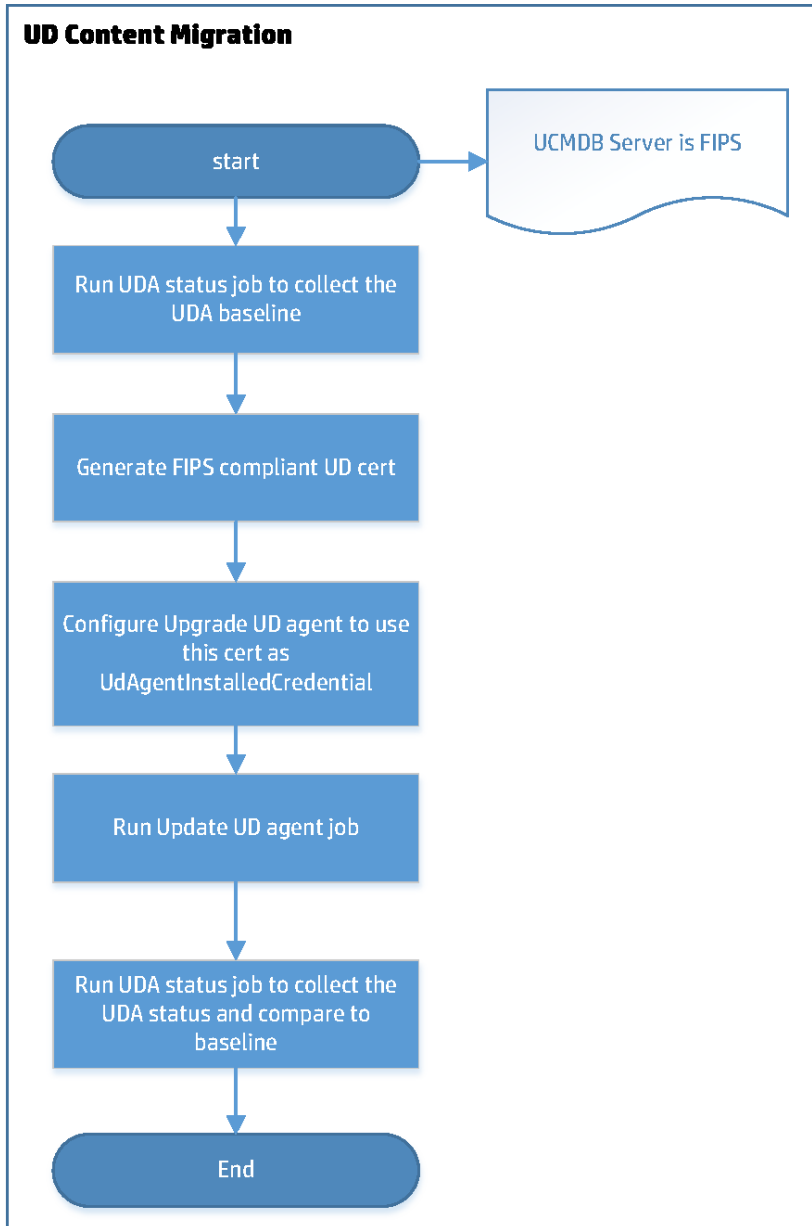 UD Content Migration
start
UCMDB Server is FIPS
Run UDA status job to collect the
UDA baseline
Generate FIPS compliant UD cert
Configure Upgrade UD agent to use
this cert as
UdAgentInstalledCredential
Run Update UD agent job
Run UDA status job to collect the
UDA status and compare to
baseline
End